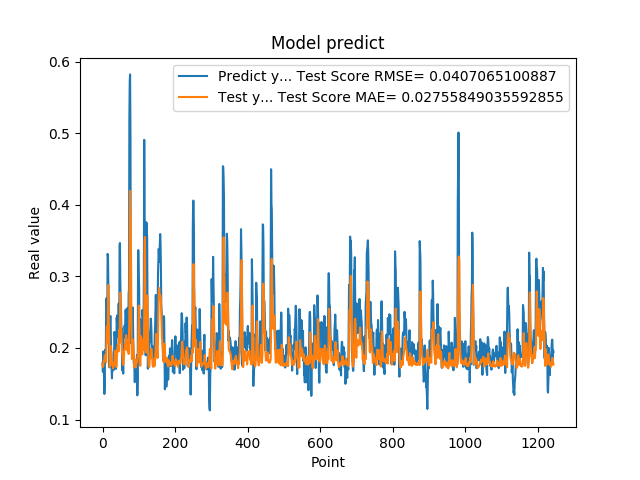 Model predict
Predict y... Test Score RMSE= 0.0407065100887
Test y... Test Score MAE= 0.02755849035592855
Real value
0.6
0.5
0.4
0.3
0.2
0.1
0 200 400 600 800 1000 1200
Point